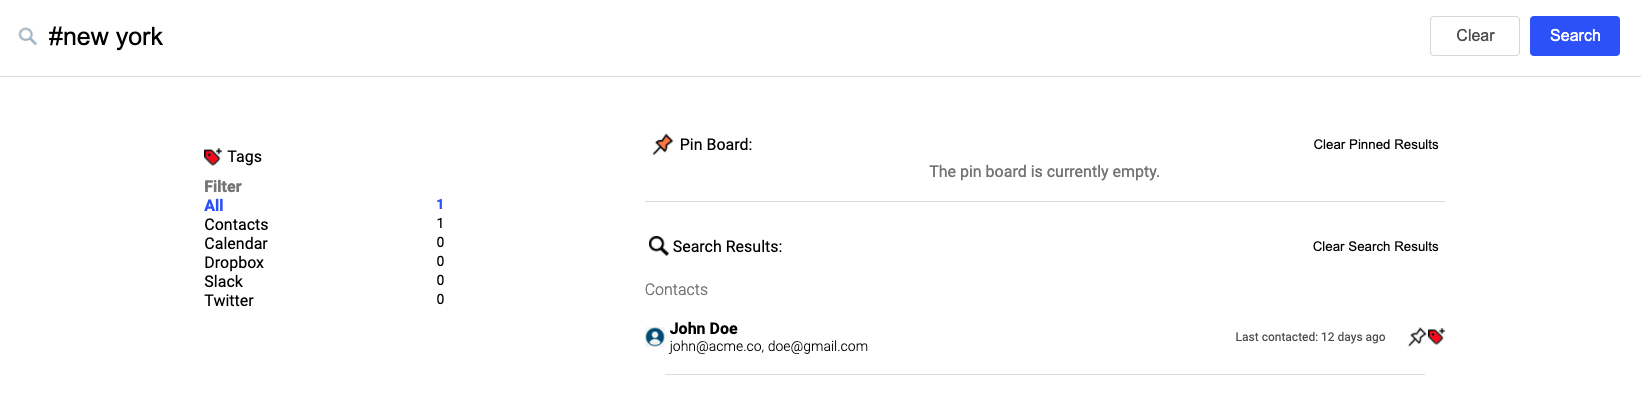 #new york
Clear
Search
Tags
Filter
All 1
Contacts 1
Calendar 0
Dropbox 0
Slack 0
Twitter 0
Pin Board:
Clear Pinned Results
The pin board is currently empty.
Search Results:
Clear Search Results
Contacts
John Doe
john@acme.co, doe@gmail.com
Last contacted: 12 days ago